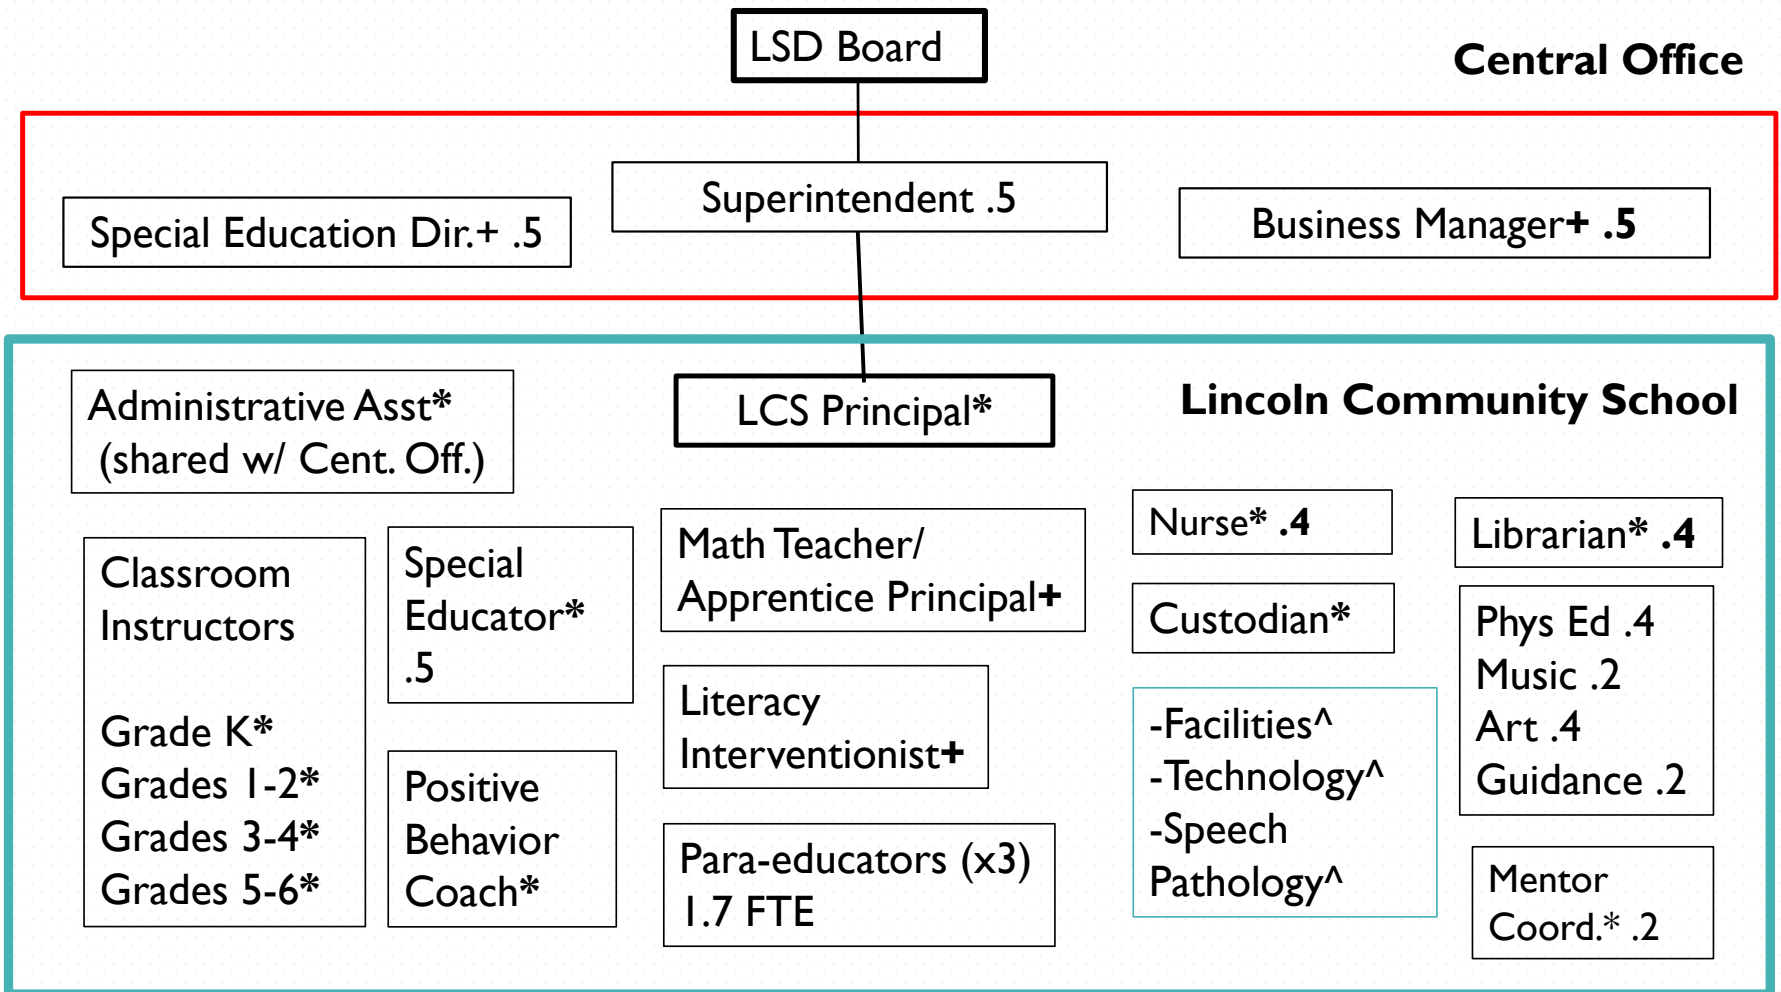 LSD Board
Central Office
Superintendent .5
Special Education Dir.+ .5
Business Manager+ .5
Administrative Asst*
(shared w/ Cent. Off.)
LCS Principal*
Lincoln Community School
Classroom
Instructors
Grade K*
Grades 1-2*
Grades 3-4*
Grades 5-6*
Special
Educator*
.5
Positive
Behavior
Coach*
Math Teacher/
Apprentice Principal+
Literacy
Interventionist+
Para-educators (x3)
1.7 FTE
Nurse* .4
Custodian*
-Facilities^
-Technology^
-Speech
Pathology^
Librarian* .4
Phys Ed .4
Music .2
Art .4
Guidance .2
Mentor
Coord.* .2